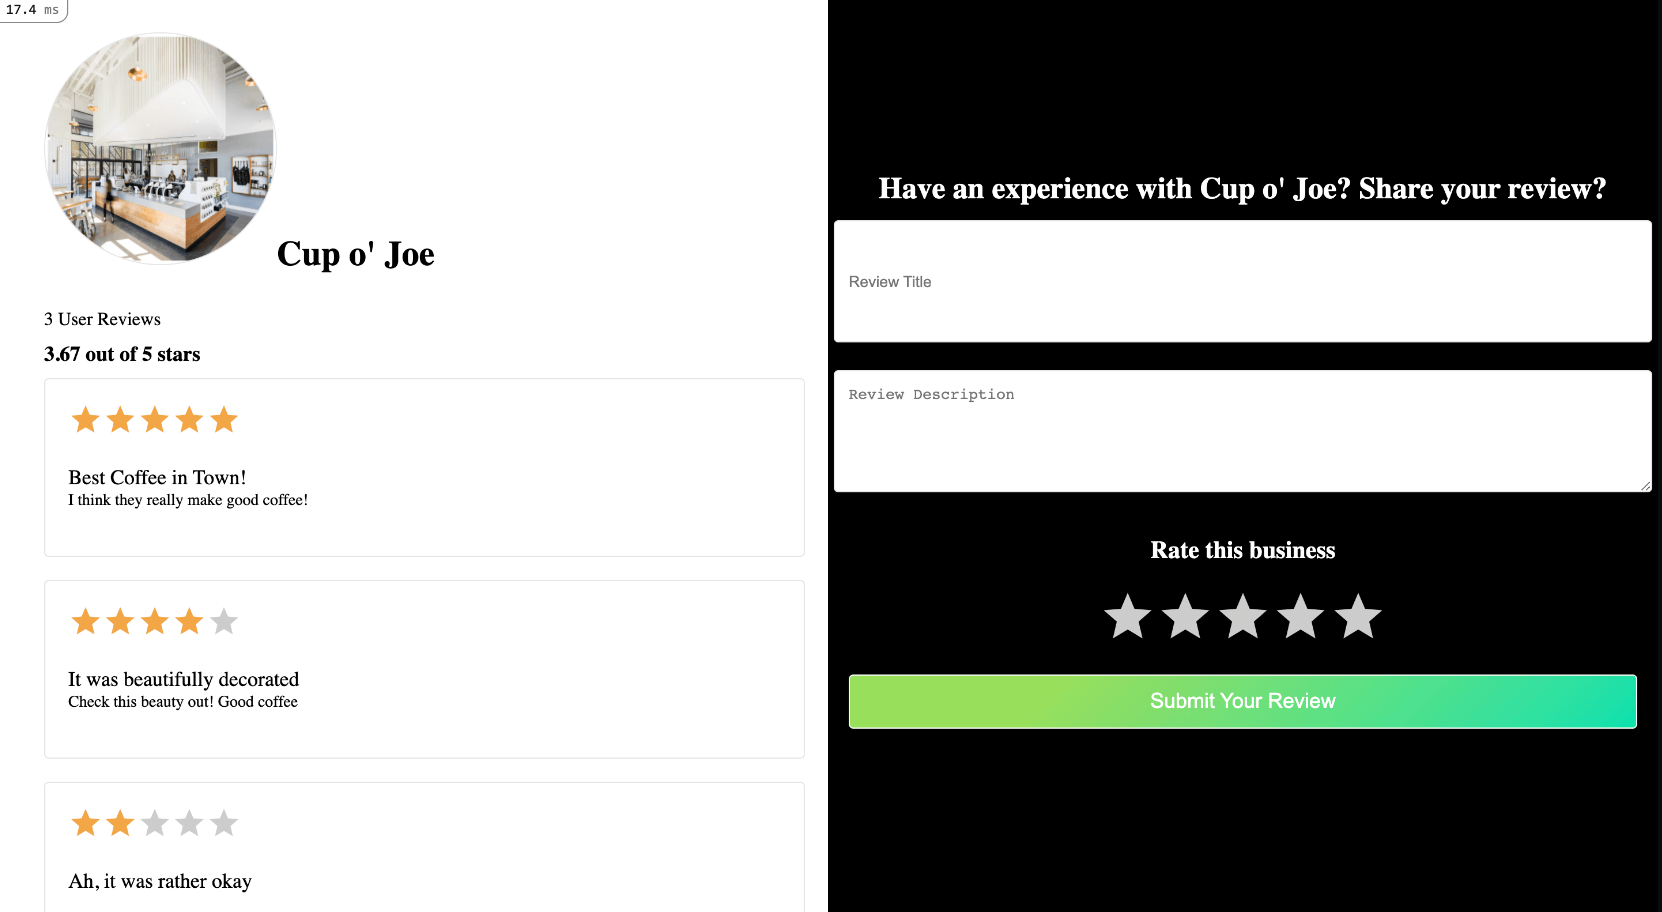 17.4 ms
Cup o' Joe
3 User Reviews
3.67 out of 5 stars
Best Coffee in Town!
I think they really make good coffee!
It was beautifully decorated
Check this beauty out! Good coffee
Ah, it was rather okay
Have an experience with Cup o' Joe? Share your review?
Review Title
Review Description
Rate this business
Submit Your Review